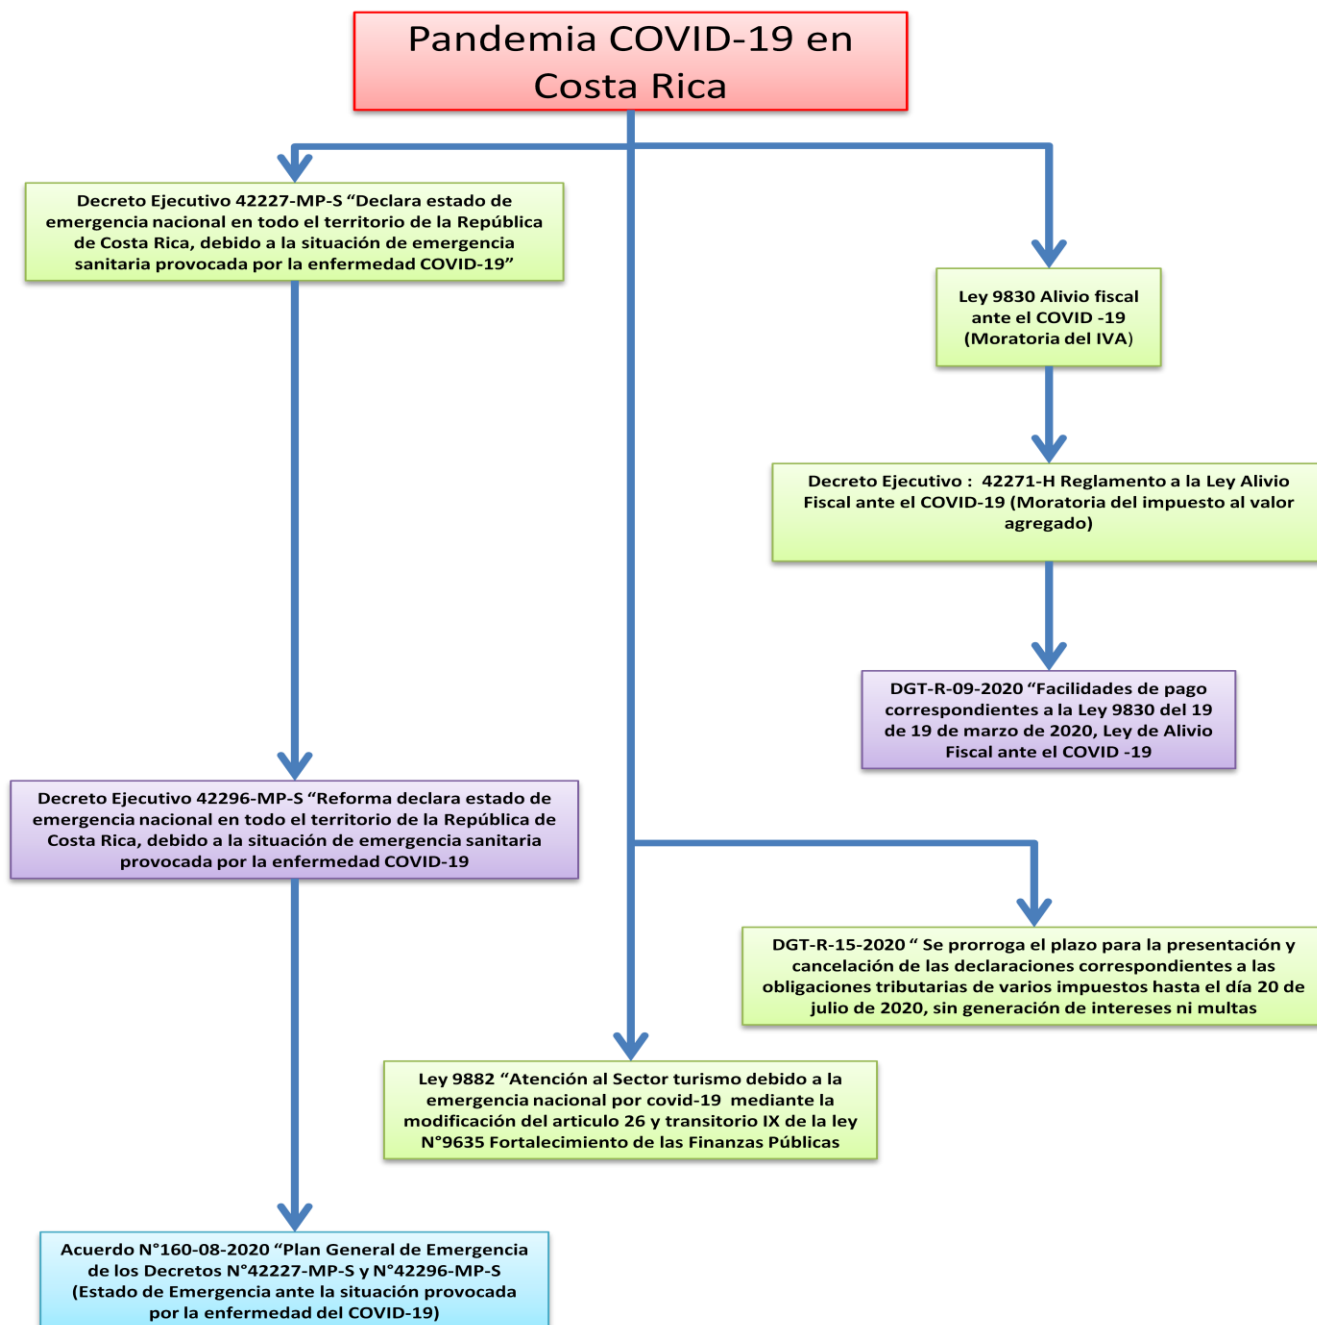 Pandemia COVID-19 en
Costa Rica
Decreto Ejecutivo 42227-MP-S “Declara estado de
emergencia nacional en todo el territorio de la República
de Costa Rica, debido a la situación de emergencia
sanitaria provocada por la enfermedad COVID-19”
Ley 9830 Alivio fiscal
ante el COVID -19
(Moratoria del IVA)
Decreto Ejecutivo : 42271-H Reglamento a la Ley Alivio
Fiscal ante el COVID-19 (Moratoria del impuesto al valor
agregado)
DGT-R-09-2020 “Facilidades de pago
correspondientes a la Ley 9830 del 19
de 19 de marzo de 2020, Ley de Alivio
Fiscal ante el COVID -19
Decreto Ejecutivo 42296-MP-S “Reforma declara estado de
emergencia nacional en todo el territorio de la República de
Costa Rica, debido a la situación de emergencia sanitaria
provocada por la enfermedad COVID-19
DGT-R-15-2020 “ Se prorroga el plazo para la presentación y
cancelación de las declaraciones correspondientes a las
obligaciones tributarias de varios impuestos hasta el día 20 de
julio de 2020, sin generación de intereses ni multas
Ley 9882 “Atención al Sector turismo debido a la
emergencia nacional por covid-19 mediante la
modificación del articulo 26 y transitorio IX de la ley
N°9635 Fortalecimiento de las Finanzas Públicas
Acuerdo N°160-08-2020 “Plan General de Emergencia
de los Decretos N°42227-MP-S y N°42296-MP-S
(Estado de Emergencia ante la situación provocada
por la enfermedad del COVID-19)